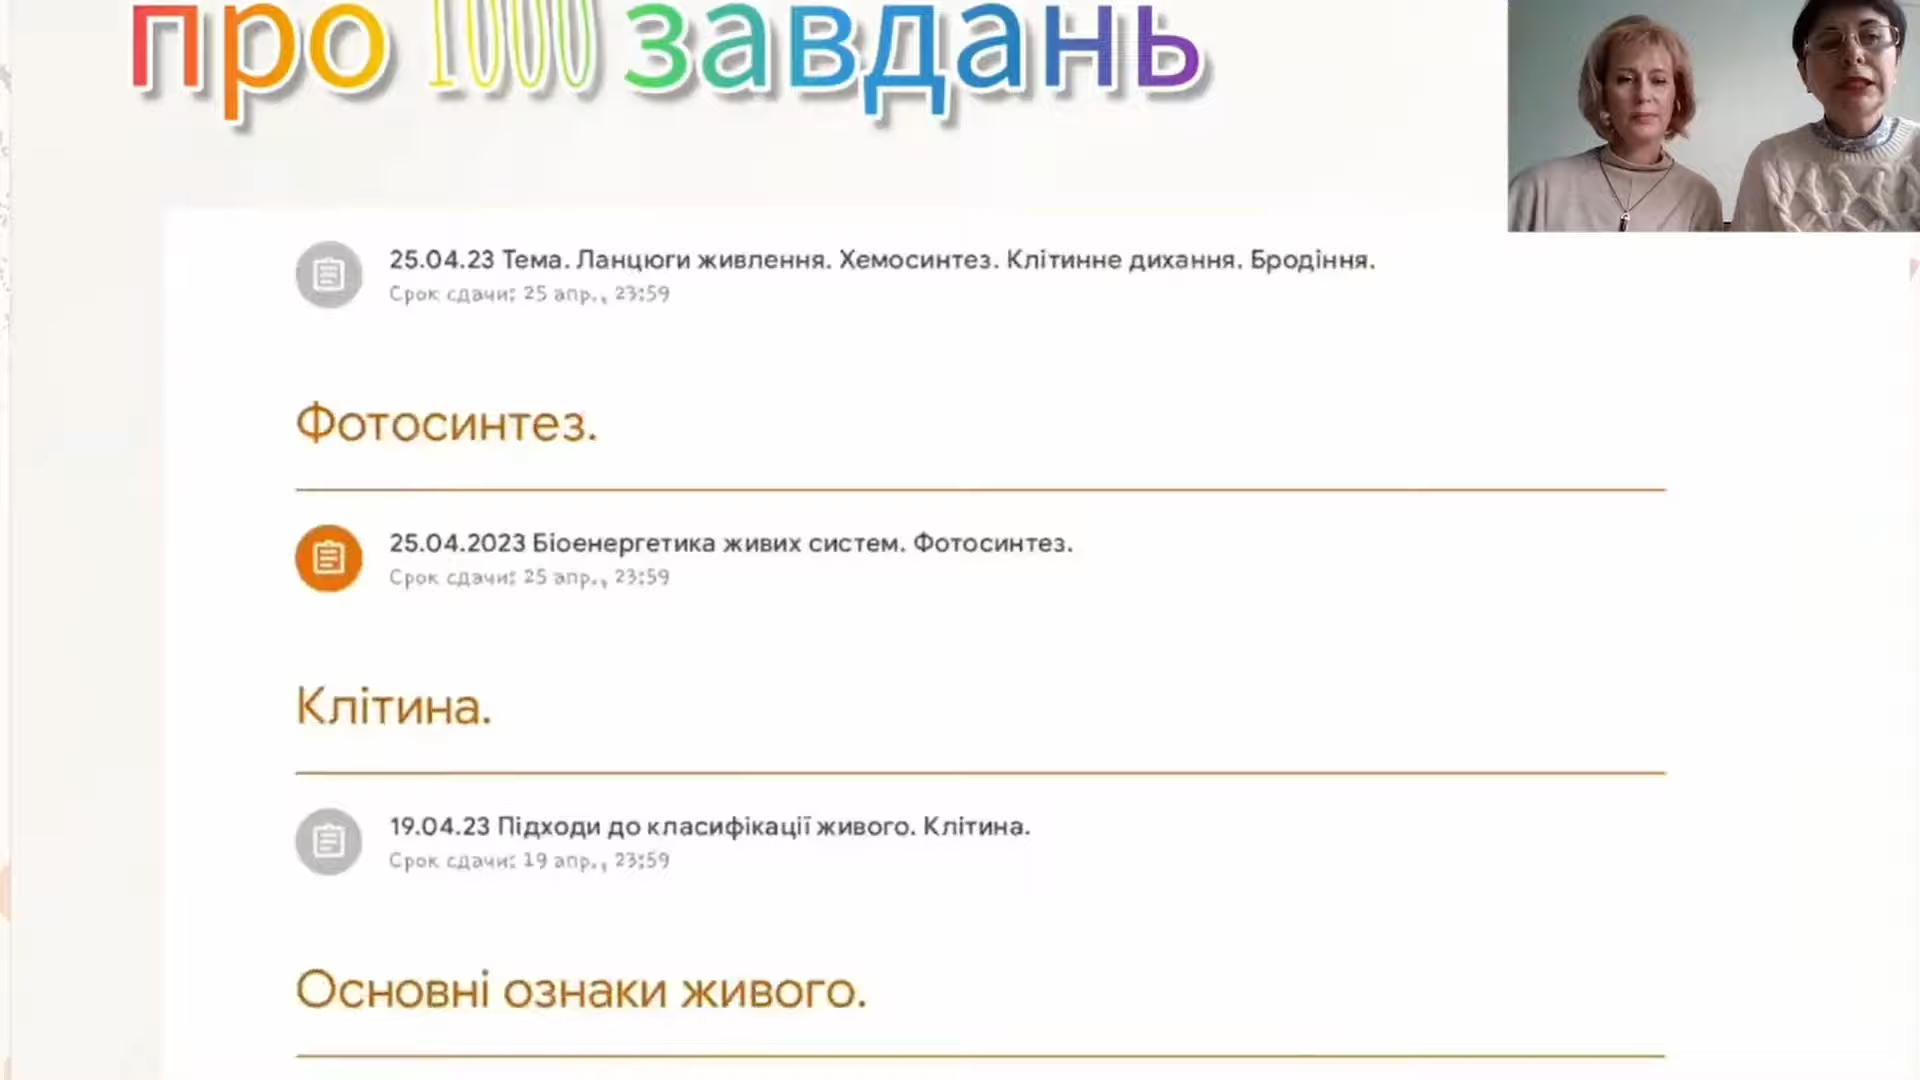 про 1000 завдань
25.04.23 Тема. Ланцюги живлення. Хемосинтез. Клітинне дихання. Бродіння.
Срок сдачи: 25 апр., 23:59
Фотосинтез.
25.04.2023 Біоенергетика живих систем. Фотосинтез.
Срок сдачи: 25 апр., 23:59
Клітина.
19.04.23 Підходи до класифікації живого. Клітина.
Срок сдачи: 19 апр., 23:59
Основні ознаки живого.